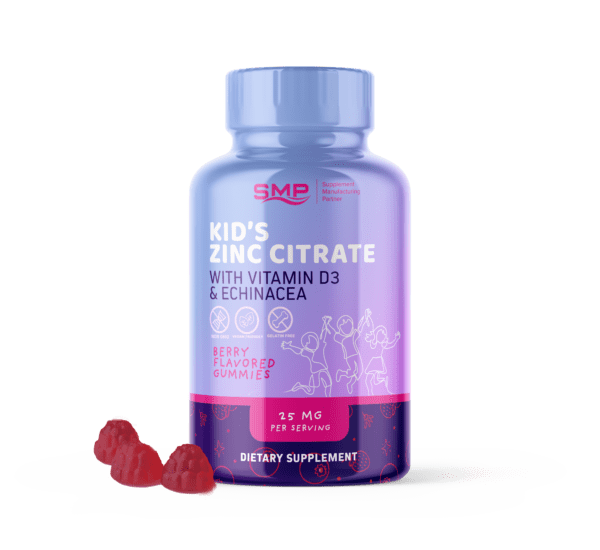 SMP
Supplement
Manufacturing
Partner
KID'S
ZINC CITRATE
WITH VITAMIN D3
& ECHINACEA
BERRY
FLAVORED
GUMMIES
25 MG
PER SERVING
DIETARY SUPPLEMENT